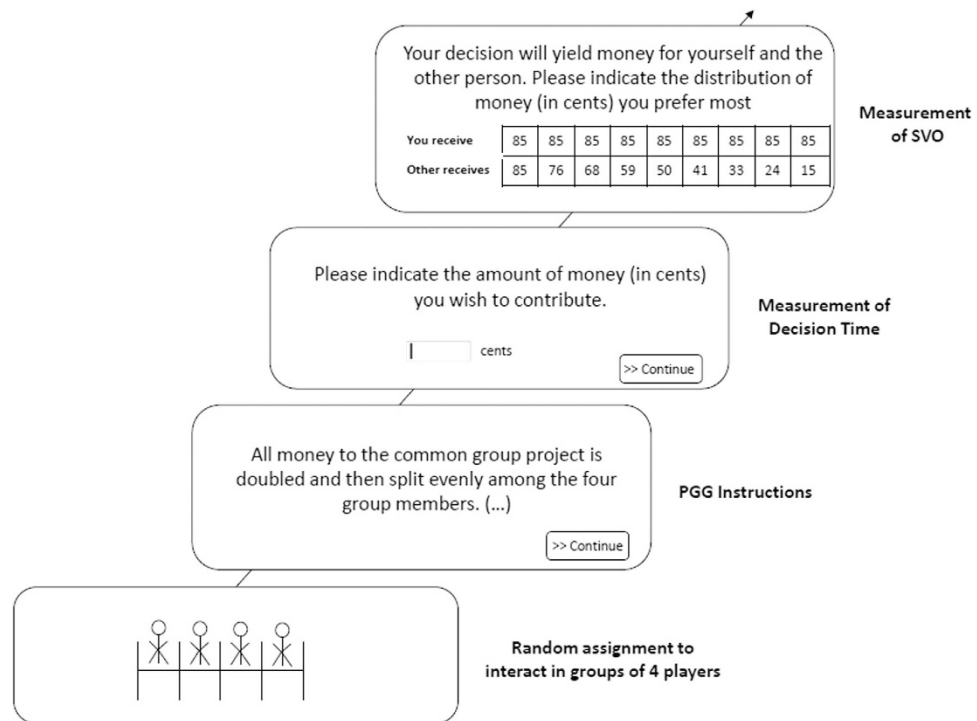 Your decision will yield money for yourself and the
other person. Please indicate the distribution of
money (in cents) you prefer most
You receive 85 85 85 85 85 85 85 85 85
Other receives 85 76 68 59 50 41 33 24 15
Measurement
of SVO
Please indicate the amount of money (in cents)
you wish to contribute.
cents
>> Continue
Measurement of
Decision Time
All money to the common group project is
doubled and then split evenly among the four
group members. (...)
>> Continue
PGG Instructions
Random assignment to
interact in groups of 4 players